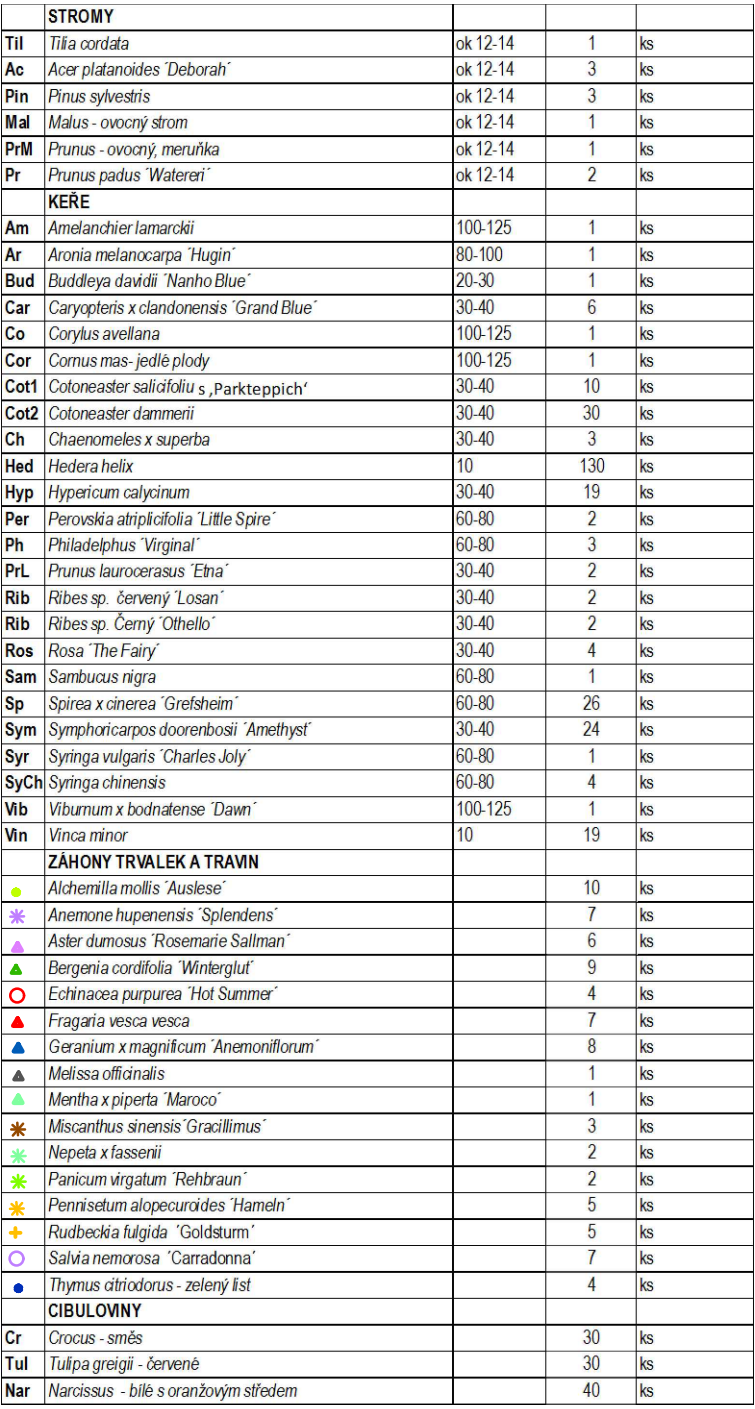 STROMY
Til Tilia cordata ok 12-14 1 ks
Ac Acer platanoides ´Deborah´ ok 12-14 3 ks
Pin Pinus sylvestris ok 12-14 3 ks
Mal Malus - ovocný strom ok 12-14 1 ks
PrM Prunus - ovocný, meruňka ok 12-14 1 ks
Pr Prunus padus ´Watereri´ ok 12-14 2 ks
KEŘE
Am Amelanchier lamarckii 100-125 1 ks
Ar Aronia melanocarpa ´Hugin´ 80-100 1 ks
Bud Buddleya davidii ´Nanho Blue´ 20-30 1 ks
Car Caryopteris x clandonensis ´Grand Blue´ 30-40 6 ks
Co Corylus avellana 100-125 1 ks
Cor Cornus mas- jedlé plody 100-125 1 ks
Cot1 Cotoneaster salicifoliu s ‚Parkteppich‘ 30-40 10 ks
Cot2 Cotoneaster dammerii 30-40 30 ks
Ch Chaenomeles x superba 30-40 3 ks
Hed Hedera helix 10 130 ks
Hyp Hypericum calycinum 30-40 19 ks
Per Perovskia atriplicifolia ´Little Spire´ 60-80 2 ks
Ph Philadelphus ´Virginal´ 60-80 3 ks
PrL Prunus laurocerasus ´Etna´ 30-40 2 ks
Rib Ribes sp. červený ´Losan´ 30-40 2 ks
Rib Ribes sp. Černý ´Othello´ 30-40 2 ks
Ros Rosa ´The Fairy´ 30-40 4 ks
Sam Sambucus nigra 60-80 1 ks
Sp Spirea x cinerea ´Grefsheim´ 60-80 26 ks
Sym Symphoricarpos doorenbosii ´Amethyst´ 30-40 24 ks
Syr Syringa vulgaris ´Charles Joly´ 60-80 1 ks
SyCh Syringa chinensis 60-80 4 ks
Vib Viburnum x bodnatense ´Dawn´ 100-125 1 ks
Vin Vinca minor 10 19 ks
ZÁHONY TRVALEK A TRAVIN
Alchemilla mollis ´Auslese´ 10 ks
Anemone hupenensis ´Splendens´ 7 ks
Aster dumosus ´Rosemarie Sallman´ 6 ks
Bergenia cordifolia ´Winterglut´ 9 ks
Echinacea purpurea ´Hot Summer´ 4 ks
Fragaria vesca vesca 7 ks
Geranium x magnificum ´Anemoniflorum´ 8 ks
Melissa officinalis 1 ks
Mentha x piperta ´Maroco´ 1 ks
Miscanthus sinensis´Gracillimus´ 3 ks
Nepeta x fassenii 2 ks
Panicum virgatum ´Rehbraun´ 2 ks
Pennisetum alopecuroides ´Hameln´ 5 ks
Rudbeckia fulgida ´Goldsturm´ 5 ks
Salvia nemorosa ´Carradonna´ 7 ks
Thymus citriodorus - zelený list 4 ks
CIBULOVINY
Cr Crocus - směs 30 ks
Tul Tulipa greigii - červené 30 ks
Nar Narcissus - bílé s oranžovým středem 40 ks